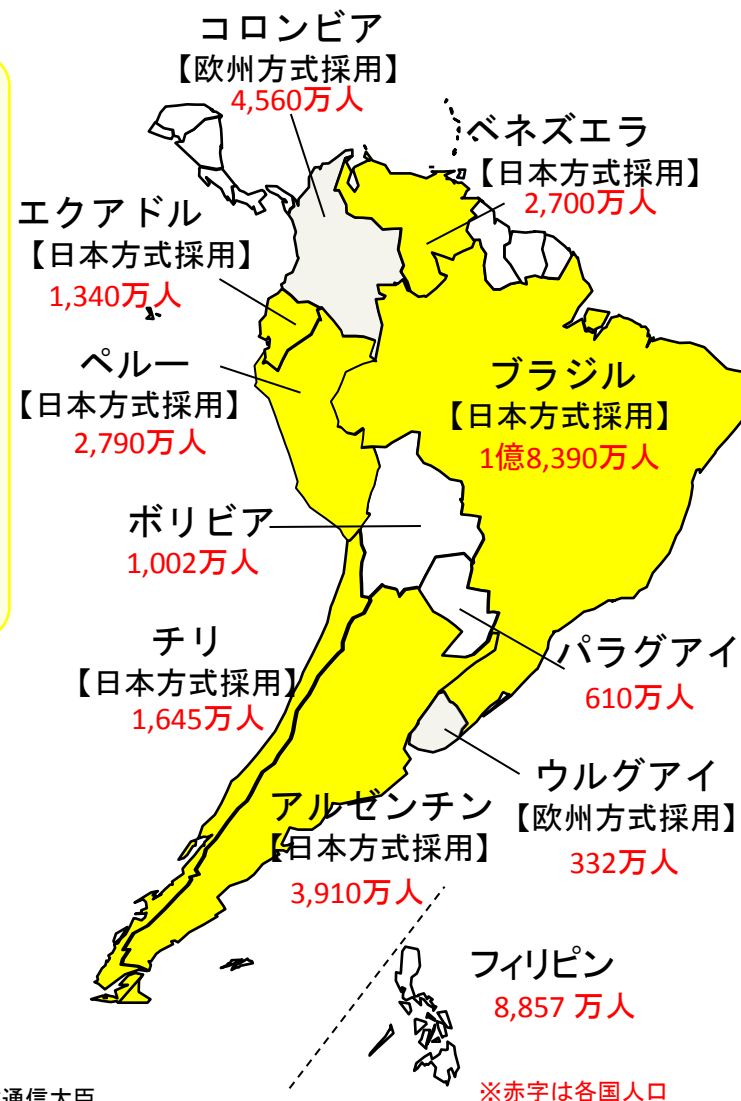 コロンビア
【欧州方式採用】
4,560万人
ベネズエラ
【日本方式採用】
2,700万人
エクアドル
【日本方式採用】
1,340万人
ペルー
【日本方式採用】
2,790万人
ブラジル
【日本方式採用】
1億8,390万人
ボリビア
1,002万人
チリ
【日本方式採用】
1,645万人
パラグアイ
610万人
ウルグアイ
【欧州方式採用】
332万人
アルゼンチン
【日本方式採用】
3,910万人
フィリピン
8,857 万人
通信大臣
※赤字は各国人口